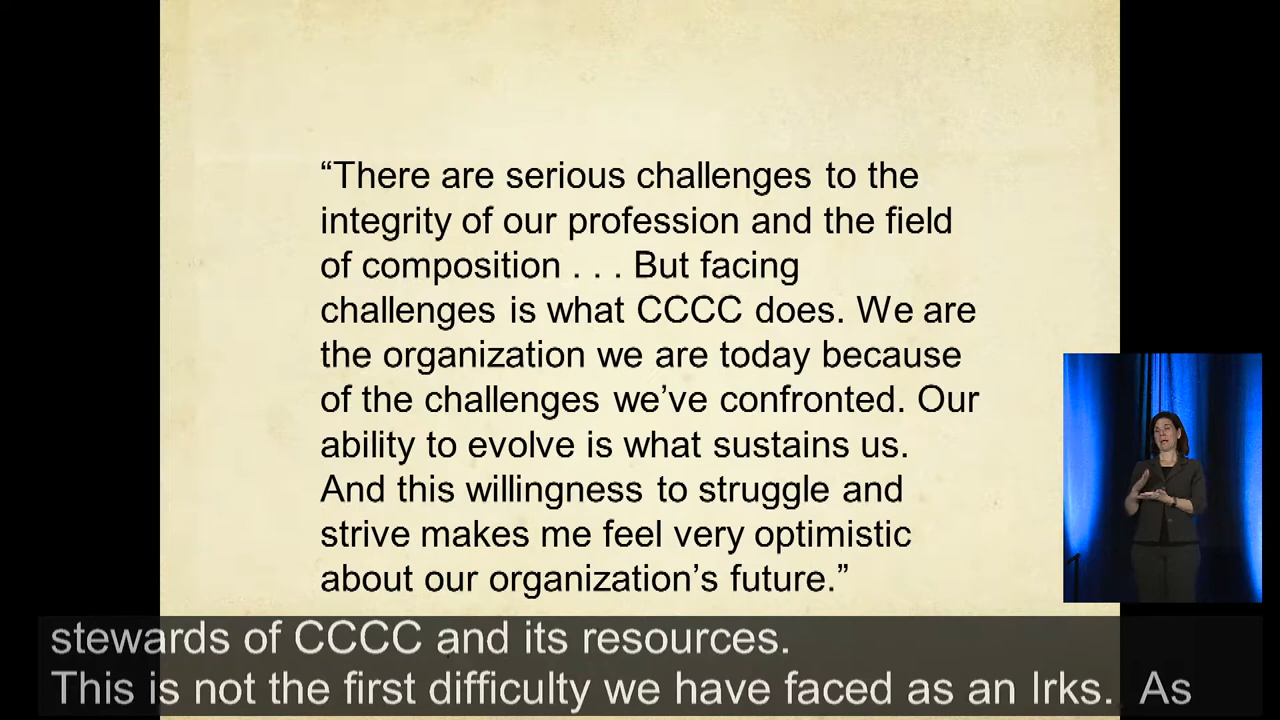 “There are serious challenges to the
integrity of our profession and the field
of composition . . . But facing
challenges is what CCCC does. We are
the organization we are today because
of the challenges we’ve confronted. Our
ability to evolve is what sustains us.
And this willingness to struggle and
strive makes me feel very optimistic
about our organization’s future.”
stewards of CCCC and its resources.
This is not the first difficulty we have faced as an Irks. As